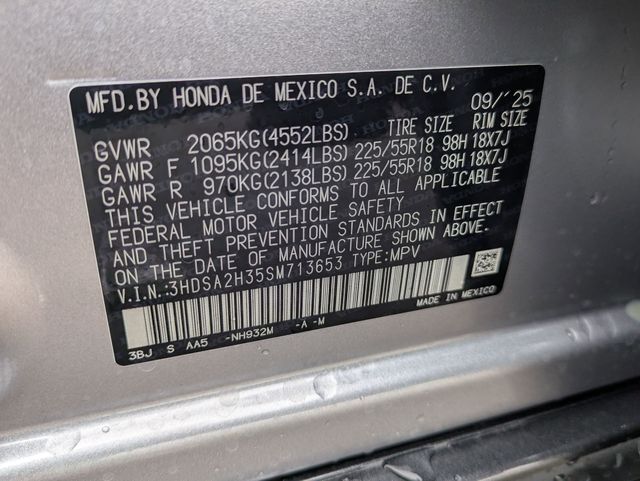 MFD.BY HONDA DE MEXICO S.A. DE C.V.
09/'25
GVWR 2065KG(4552LBS) TIRE SIZE RIM SIZE
GAWR F 1095KG(2414LBS) 225/55R18 98H 18X7J
GAWR R 970KG(2138LBS) 225/55R18 98H 18X7J
THIS VEHICLE CONFORMS TO ALL APPLICABLE
FEDERAL MOTOR VEHICLE SAFETY
AND THEFT PREVENTION STANDARDS IN EFFECT
ON THE DATE OF MANUFACTURE SHOWN ABOVE.
V.I.N.:3HDSA2H35SM713653 TYPE:MPV
MADE IN MEXICO
3BJ S AA5 -NH932M -A -M